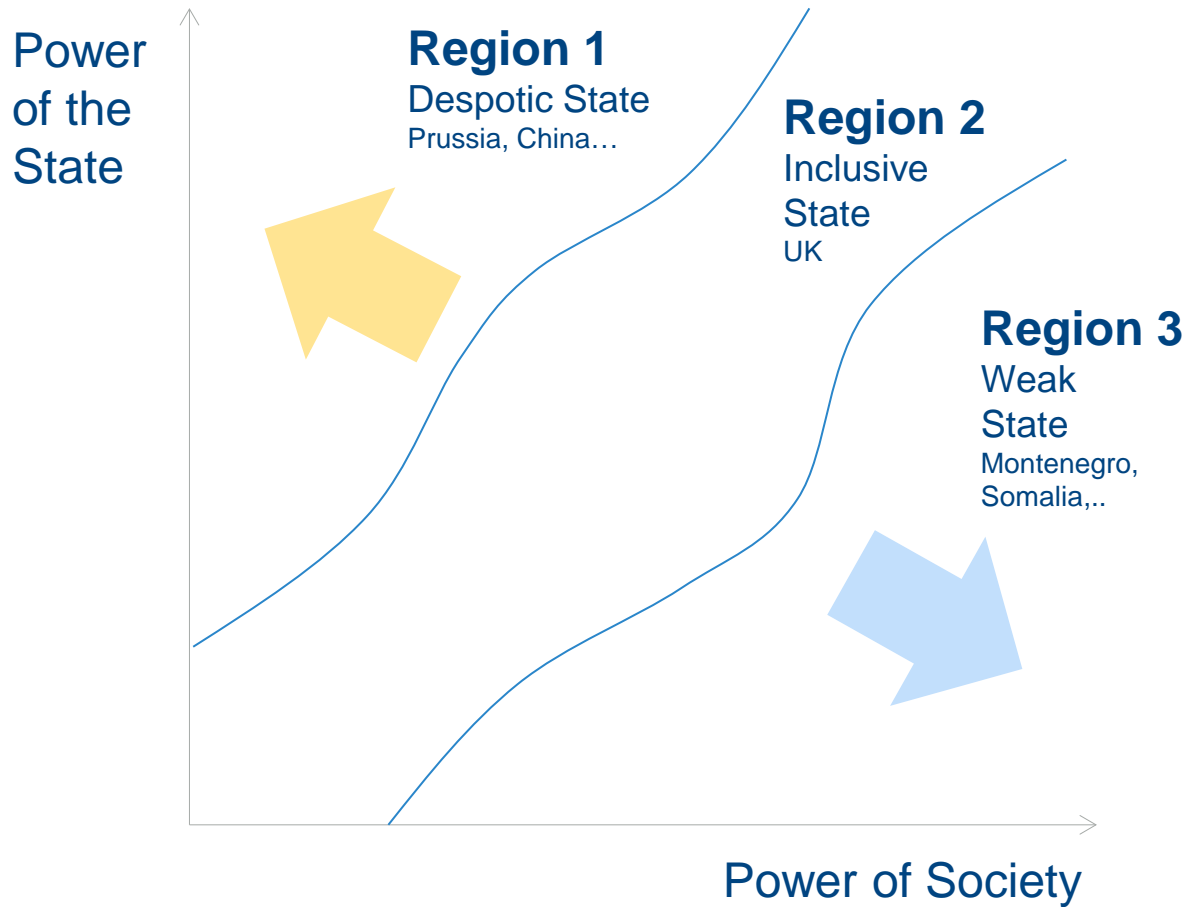 Power
of the
State
Region 1
Despotic State
Prussia, China…
Region 2
Inclusive
State
UK
Region 3
Weak
State
Montenegro,
Somalia,..
Power of Society